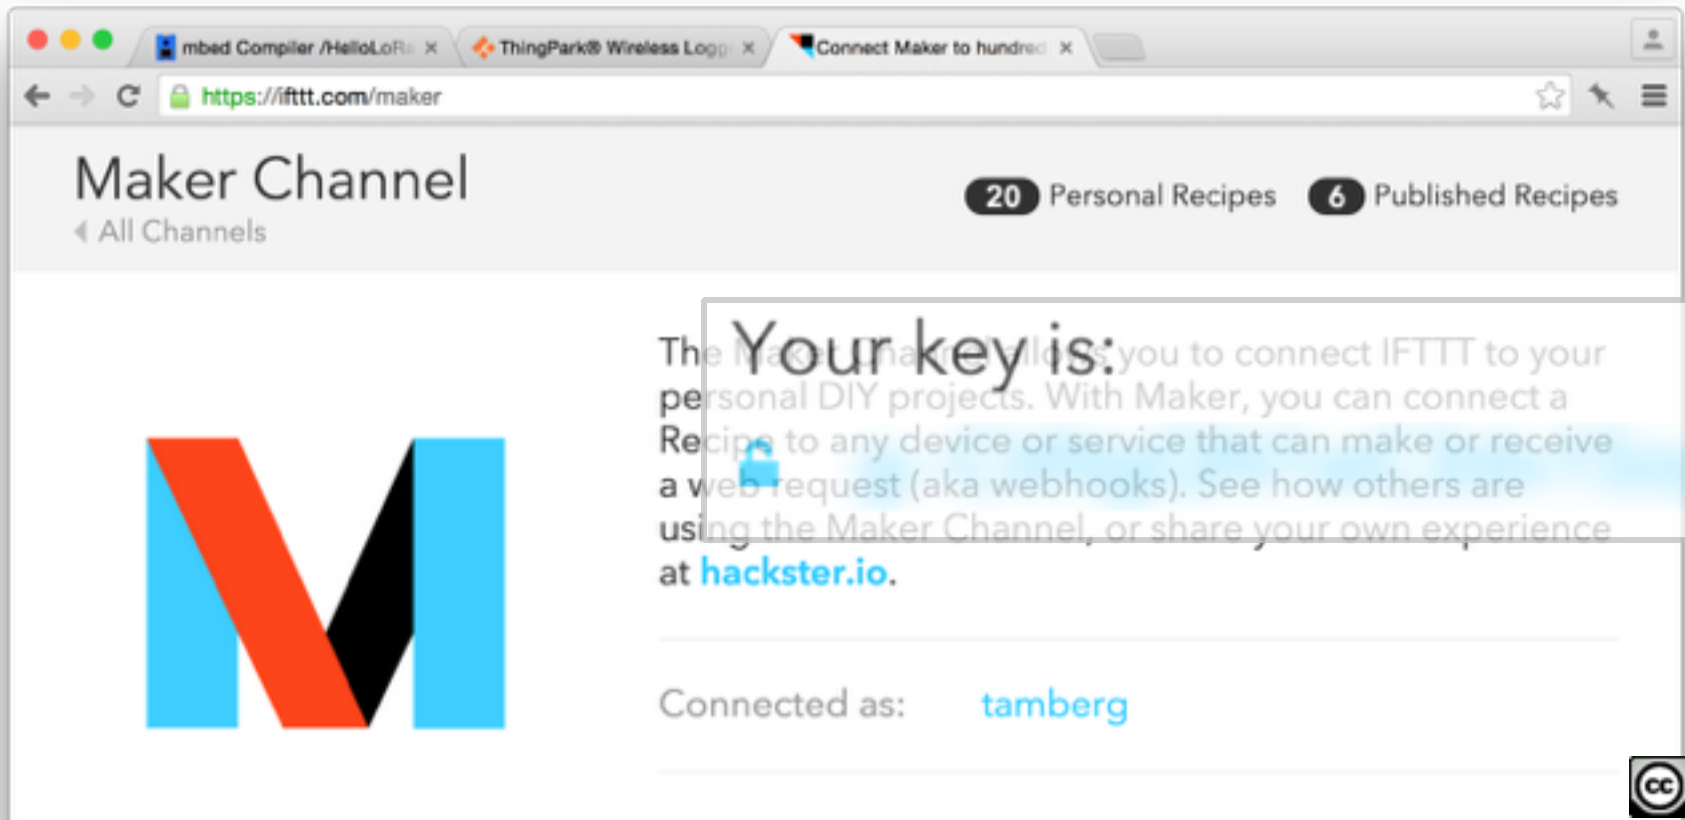 mbed Compiler /HelloLoRa
ThingPark® Wireless Logg
Connect Maker to hundred
https://ifttt.com/maker
Maker Channel
All Channels
20 Personal Recipes
6 Published Recipes
Your key is:
The Maker Channel allows you to connect IFTTT to your
personal DIY projects. With Maker, you can connect a
Recipe to any device or service that can make or receive
a web request (aka webhooks). See how others are
using the Maker Channel, or share your own experience
at hackster.io.
Connected as: tamberg
cc